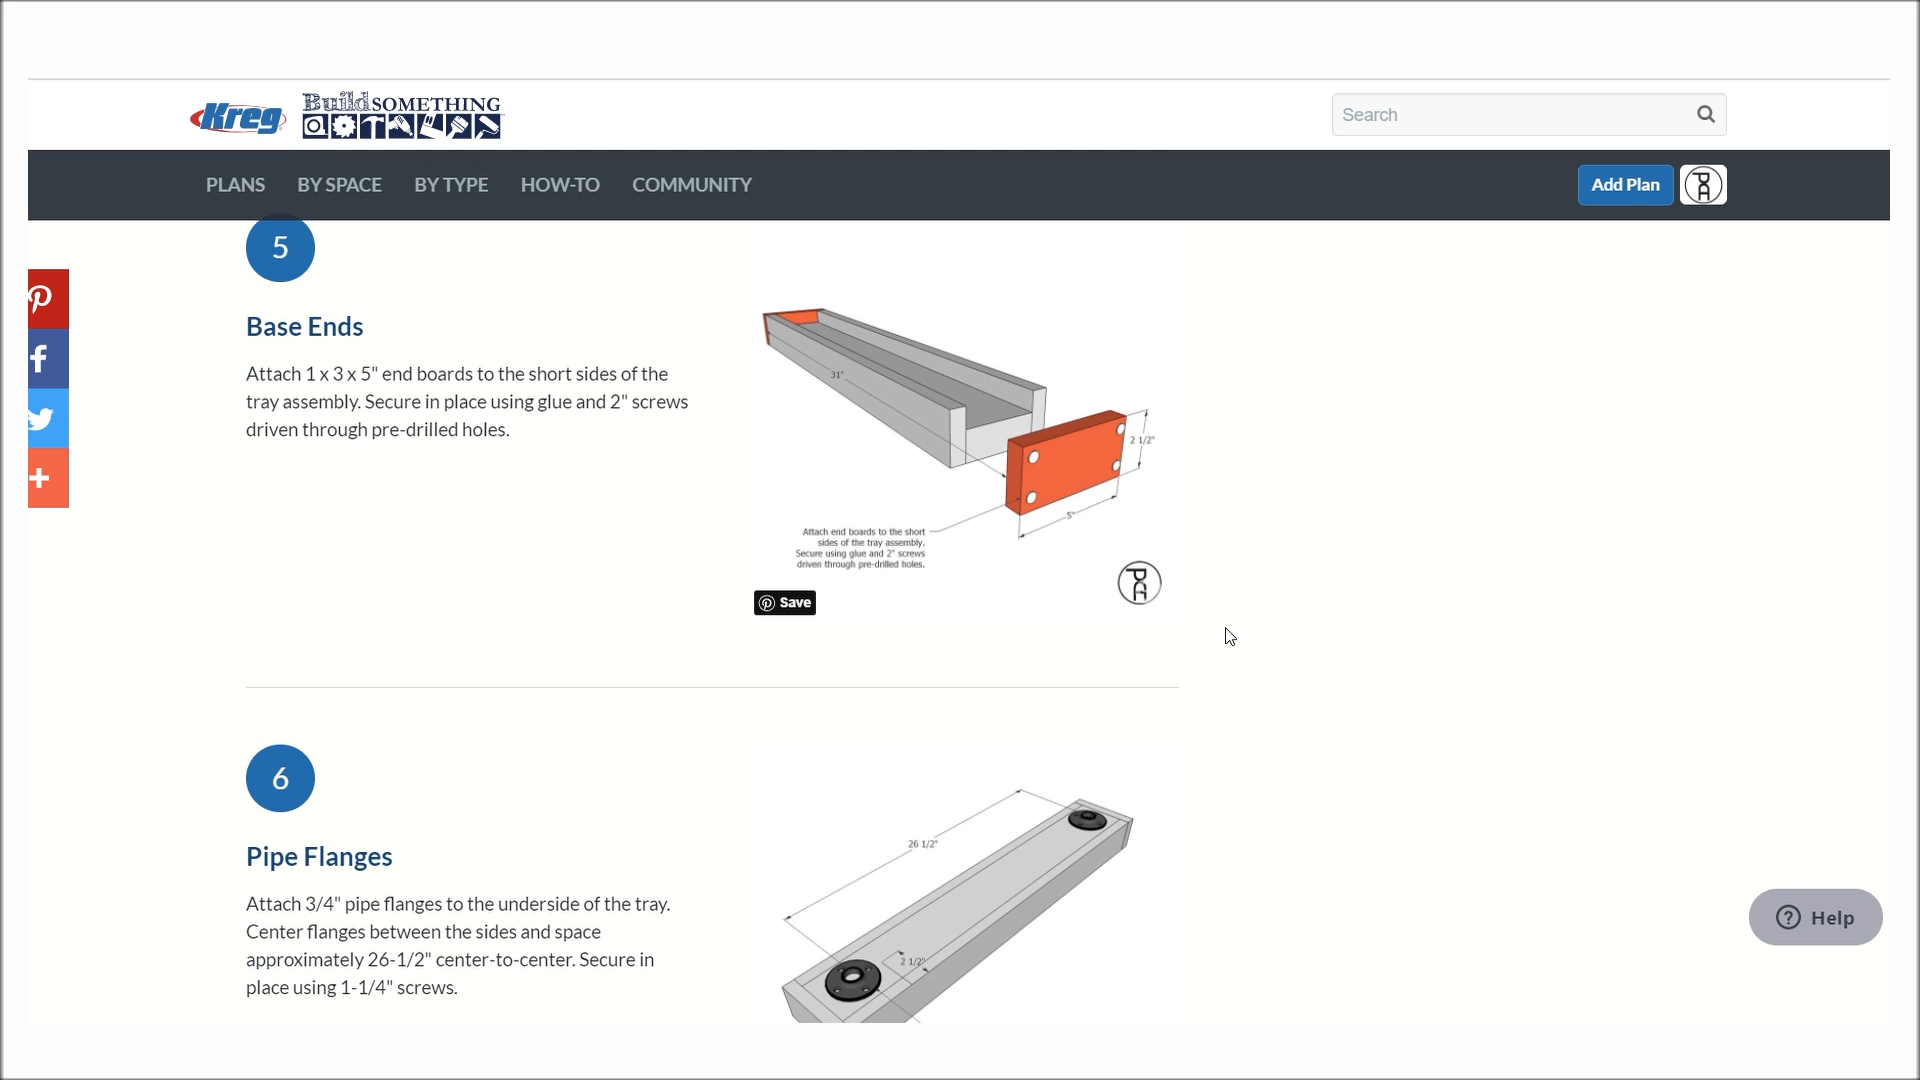 Kreg
Build SOMETHING
Search
PLANS BY SPACE BY TYPE HOW-TO COMMUNITY
Add Plan
5
Base Ends
Attach 1 x 3 x 5" end boards to the short sides of the
tray assembly. Secure in place using glue and 2" screws
driven through pre-drilled holes.
31"
2 1/2"
5"
Attach end boards to the short
sides of the tray assembly.
Secure using glue and 2" screws
driven through pre-drilled holes.
Save
6
Pipe Flanges
Attach 3/4" pipe flanges to the underside of the tray.
Center flanges between the sides and space
approximately 26-1/2" center-to-center. Secure in
place using 1-1/4" screws.
26 1/2"
2 1/2"
Help